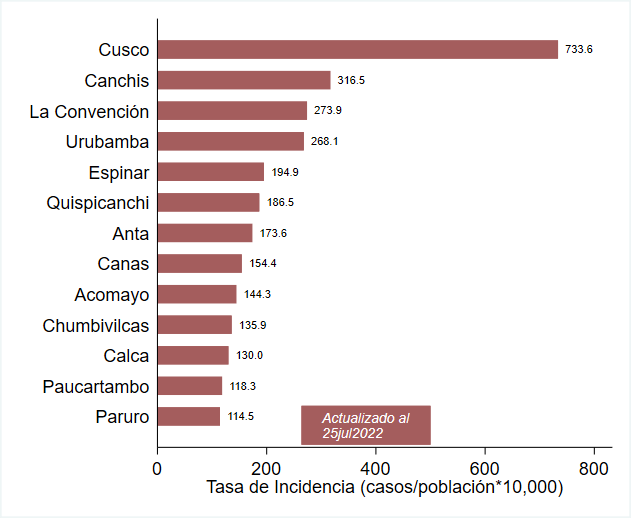 Cusco 733.6
Canchis 316.5
La Convención 273.9
Urubamba 268.1
Espinar 194.9
Quispicanchi 186.5
Anta 173.6
Canas 154.4
Acomayo 144.3
Chumbivilcas 135.9
Calca 130.0
Paucartambo 118.3
Paruro 114.5
Actualizado al
25jul2022
0 200 400 600 800
Tasa de Incidencia (casos/población*10,000)